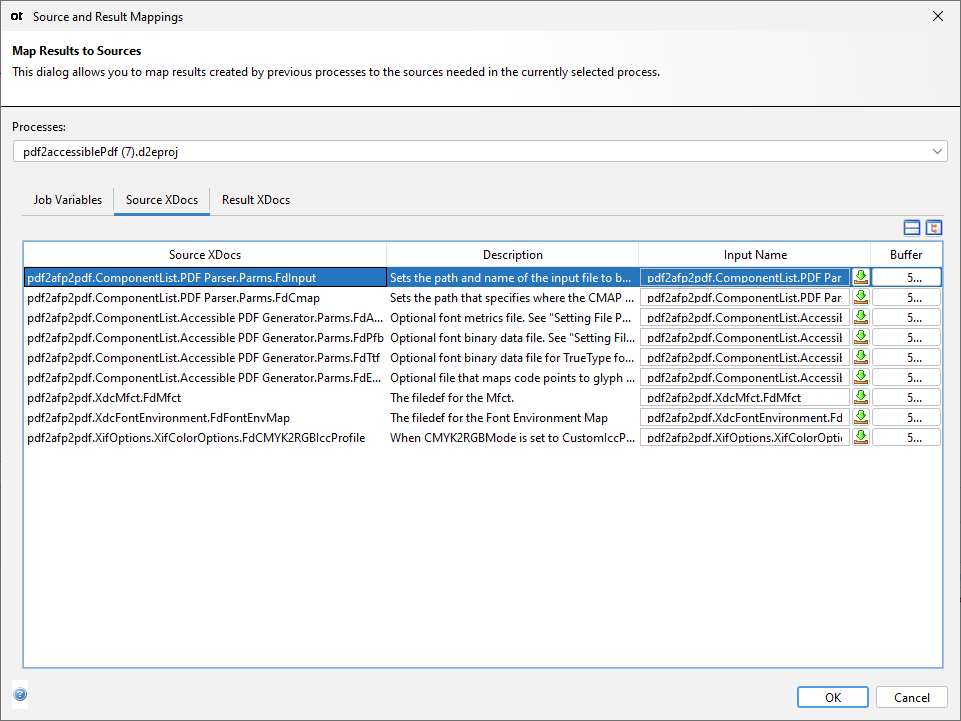 ot Source and Result Mappings
Map Results to Sources
This dialog allows you to map results created by previous processes to the sources needed in the currently selected process.
Processes:
pdf2accessiblePdf (7).d2eproj
Job Variables Source XDocs Result XDocs
Source XDocs Description Input Name Buffer
pdf2afp2pdf.ComponentList.PDF Parser.Parms.FdInput Sets the path and name of the input file to b... pdf2afp2pdf.ComponentList.PDF Par 5...
pdf2afp2pdf.ComponentList.PDF Parser.Parms.FdCmap Sets the path that specifies where the CMAP ... pdf2afp2pdf.ComponentList.PDF Par 5...
pdf2afp2pdf.ComponentList.Accessible PDF Generator.Parms.FdA... Optional font metrics file. See "Setting File P... pdf2afp2pdf.ComponentList.Accessib 5...
pdf2afp2pdf.ComponentList.Accessible PDF Generator.Parms.FdPfb Optional font binary data file. See "Setting Fil... pdf2afp2pdf.ComponentList.Accessib 5...
pdf2afp2pdf.ComponentList.Accessible PDF Generator.Parms.FdTtf Optional font binary data file for TrueType fo... pdf2afp2pdf.ComponentList.Accessib 5...
pdf2afp2pdf.ComponentList.Accessible PDF Generator.Parms.FdE... Optional file that maps code points to glyph ... pdf2afp2pdf.ComponentList.Accessib 5...
pdf2afp2pdf.XdcMfct.FdMfct The filedef for the Mfct. pdf2afp2pdf.XdcMfct.FdMfct 5...
pdf2afp2pdf.XdcFontEnvironment.FdFontEnvMap The filedef for the Font Environment Map pdf2afp2pdf.XdcFontEnvironment.Fd 5...
pdf2afp2pdf.XifOptions.XifColorOptions.FdCMYK2RGBIccProfile When CMYK2RGBMode is set to CustomIccP... pdf2afp2pdf.XifOptions.XifColorOptio 5...
OK Cancel